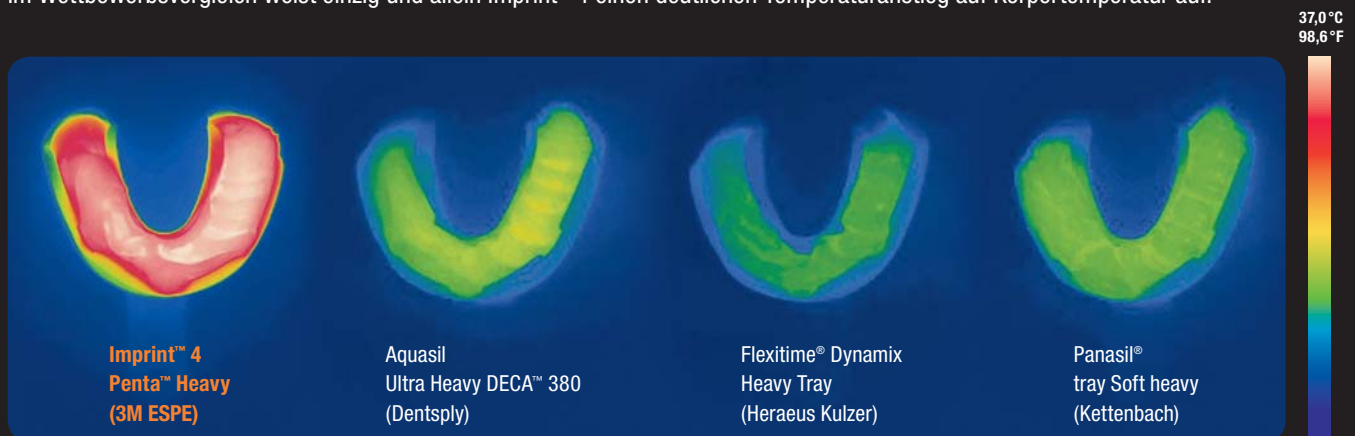 37,0 °C
98,6 °F
Imprint™ 4
Penta™ Heavy
(3M ESPE)
Aquasil
Ultra Heavy DECA™ 380
(Dentsply)
Flexitime® Dynamix
Heavy Tray
(Heraeus Kulzer)
Panasil®
tray Soft heavy
(Kettenbach)